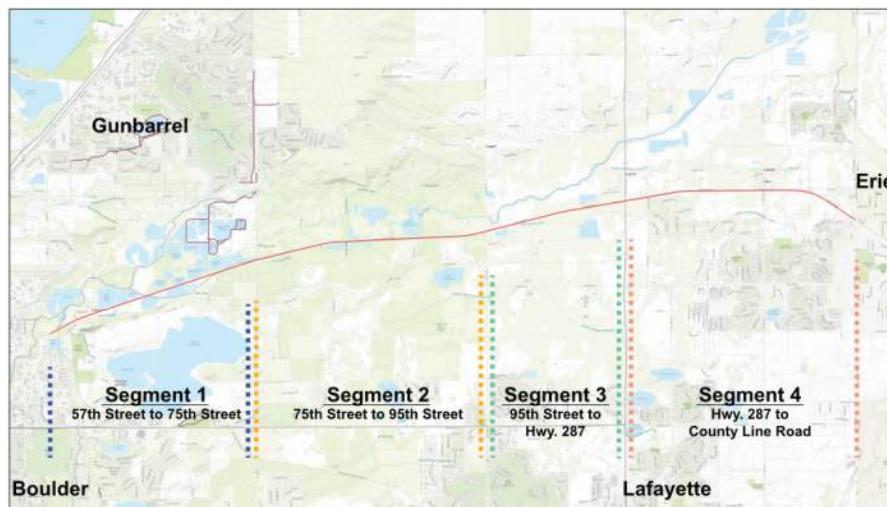 Gunbarrel
Erie
Segment 1
57th Street to 75th Street
Segment 2
75th Street to 95th Street
Segment 3
95th Street to
Hwy. 287
Segment 4
Hwy. 287 to
County Line Road
Boulder
Lafayette